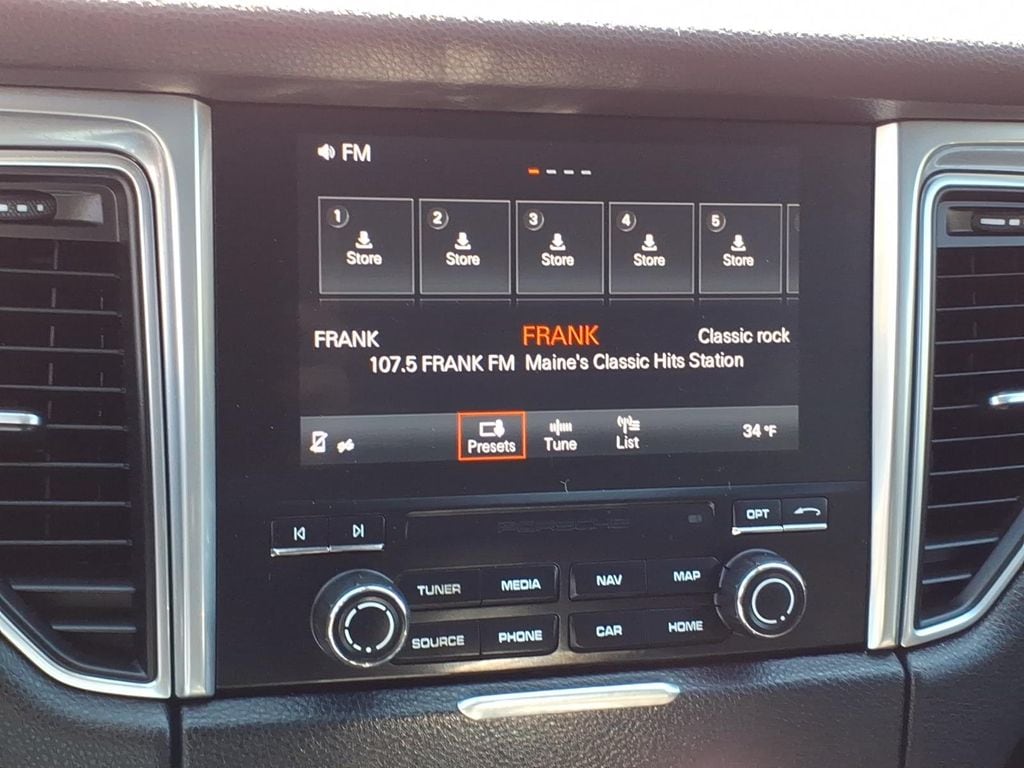 FM
1 2 3 4 5
Store Store Store Store Store
FRANK FRANK Classic rock
107.5 FRANK FM Maine's Classic Hits Station
Presets Tune List 34 °F
PORSCHE
OPT
TUNER MEDIA NAV MAP
SOURCE PHONE CAR HOME